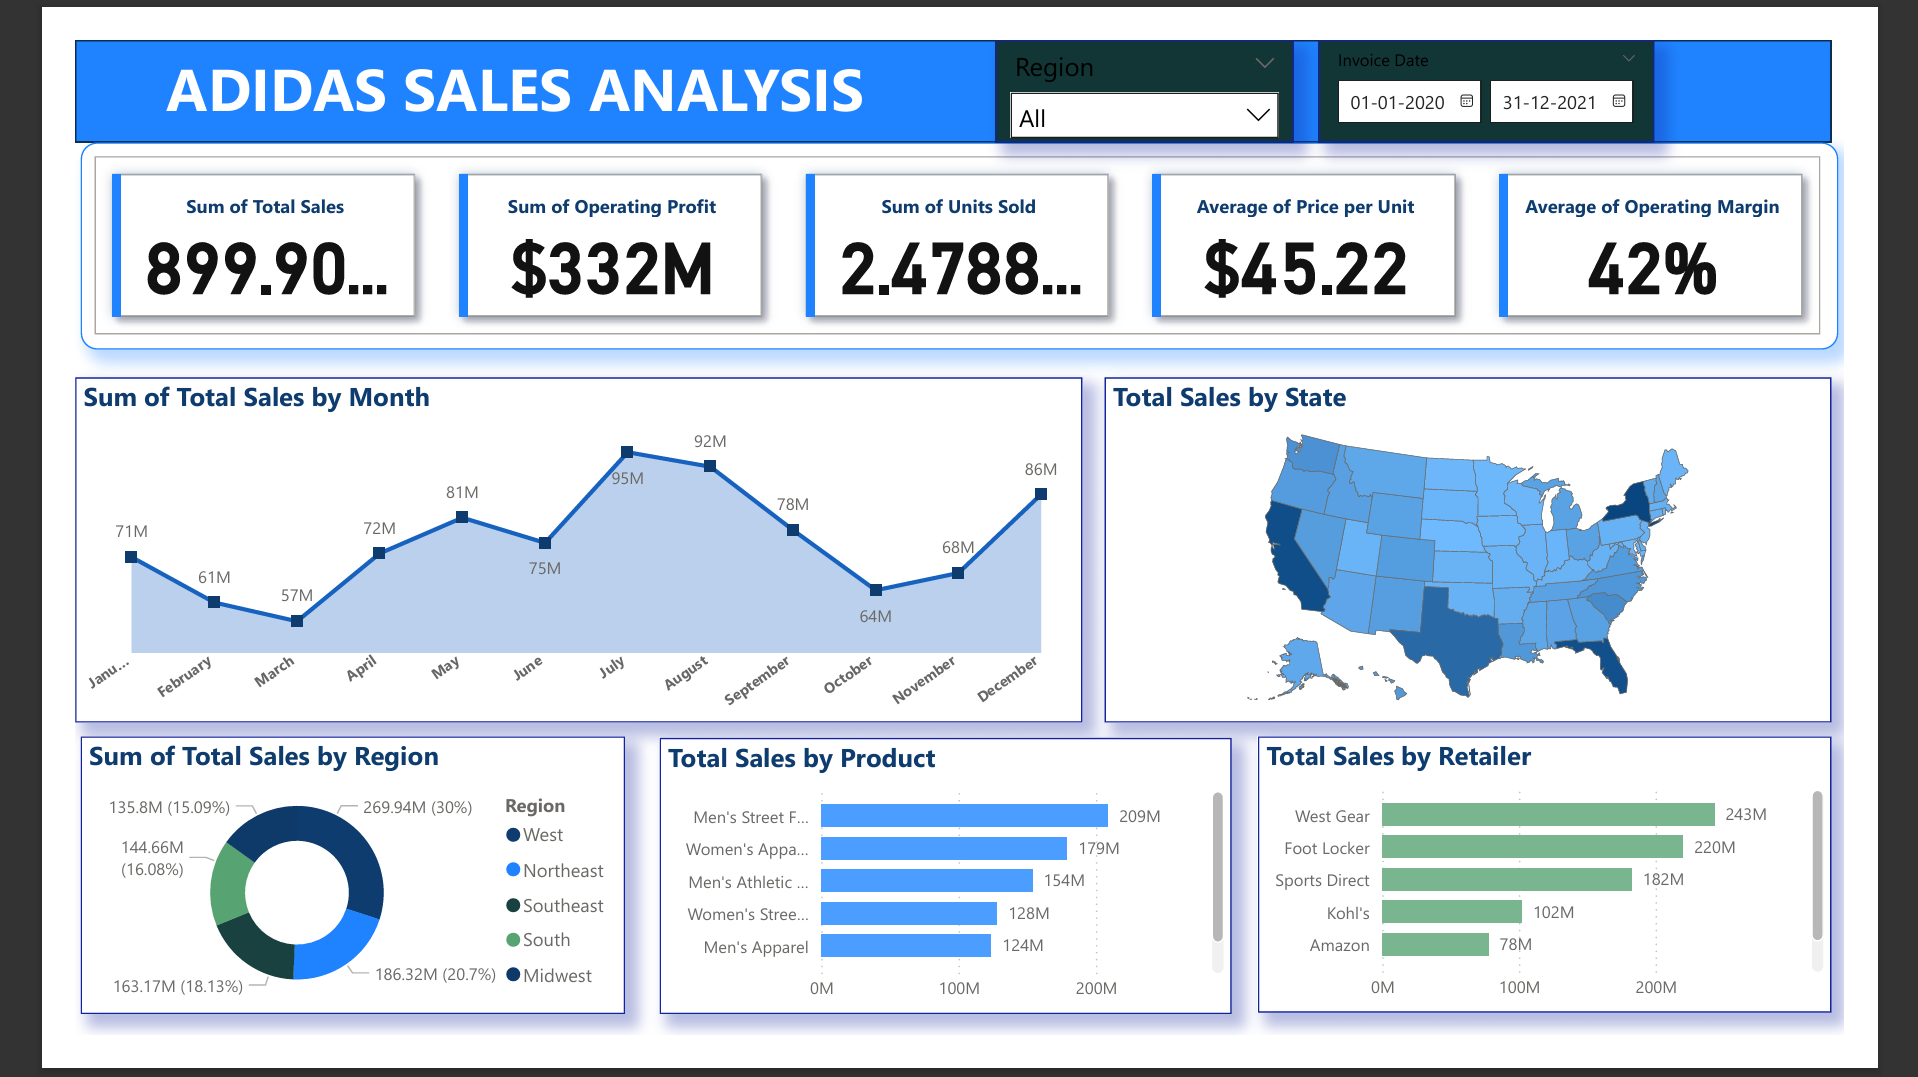 ADIDAS SALES ANALYSIS
Region
All
Invoice Date
01-01-2020
31-12-2021
Sum of Total Sales
899.90...
Sum of Operating Profit
$332M
Sum of Units Sold
2.4788...
Average of Price per Unit
$45.22
Average of Operating Margin
42%
Sum of Total Sales by Month
71M
61M
57M
72M
81M
75M
95M
92M
78M
64M
68M
86M
Janu...
February
March
April
May
June
July
August
September
October
November
December
Total Sales by State
Sum of Total Sales by Region
135.8M (15.09%)
269.94M (30%)
144.66M
(16.08%)
163.17M (18.13%)
186.32M (20.7%)
Region
West
Northeast
Southeast
South
Midwest
Total Sales by Product
Men's Street F... 209M
Women's Appa... 179M
Men's Athletic ... 154M
Women's Stree... 128M
Men's Apparel 124M
0M 100M 200M
Total Sales by Retailer
West Gear 243M
Foot Locker 220M
Sports Direct 182M
Kohl's 102M
Amazon 78M
0M 100M 200M